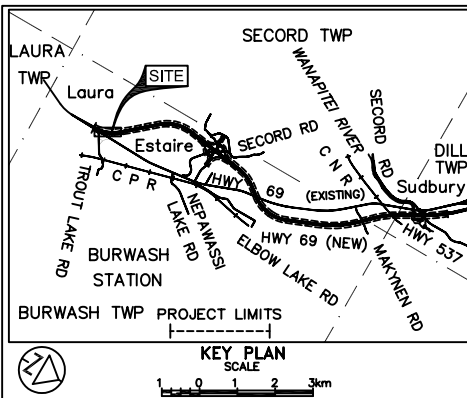 SECOND TWP
LAURA
TWP
Laura
SITE
WANAPITEI RIVER
SECORD RD
Estaire
SECORD RD
C N R
DILL
TWP
Sudbury
TROUT LAKE RD
C P R
HWY 69
(EXISTING)
NEPAWASSI
LAKE RD
ELBOW LAKE RD
HWY 69 (NEW)
MAKYNEN RD
HWY 537
BURWASH
STATION
BURWASH TWP
PROJECT LIMITS
KEY PLAN
SCALE
1 0 1 2 3km